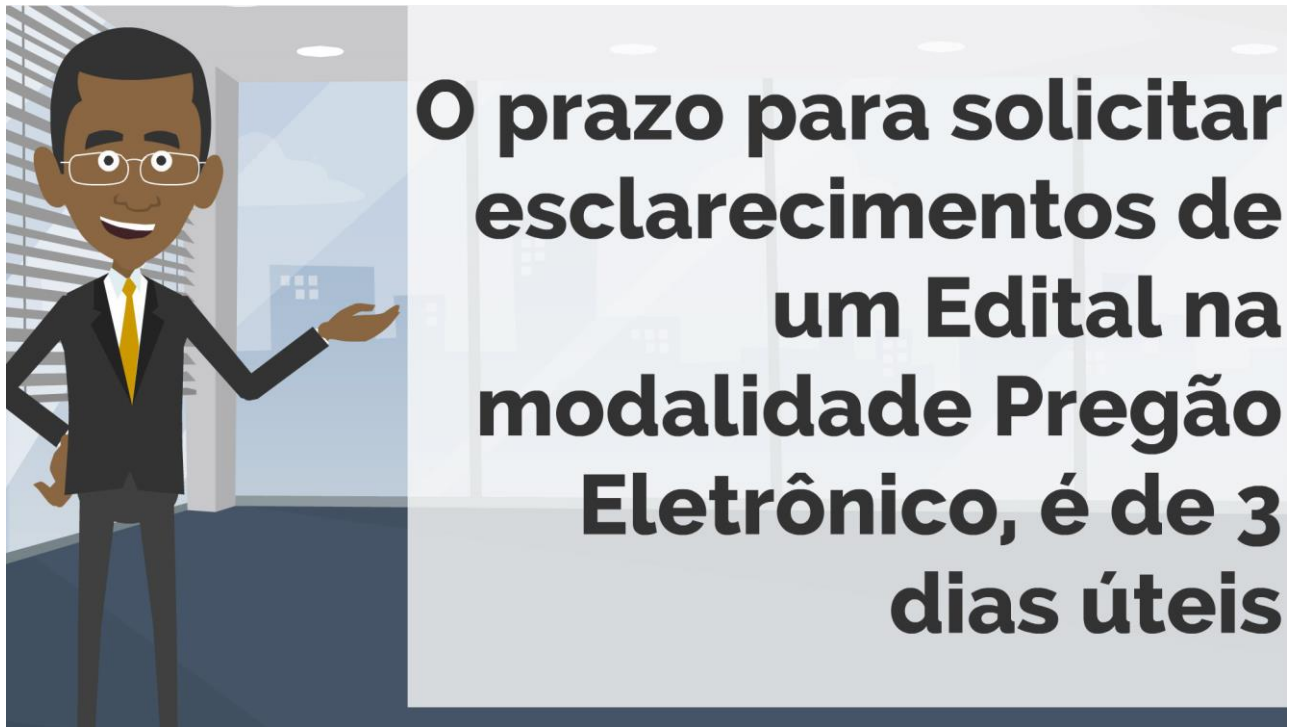 O prazo para solicitar
esclarecimentos de
um Edital na
modalidade Pregão
Eletrônico, é de 3
dias úteis